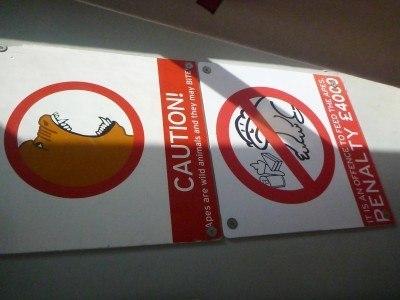 CAUTION!
Apes are wild animals and they may BITE
IT IS AN OFFENCE TO FEED THE APES.
PENALTY £4000